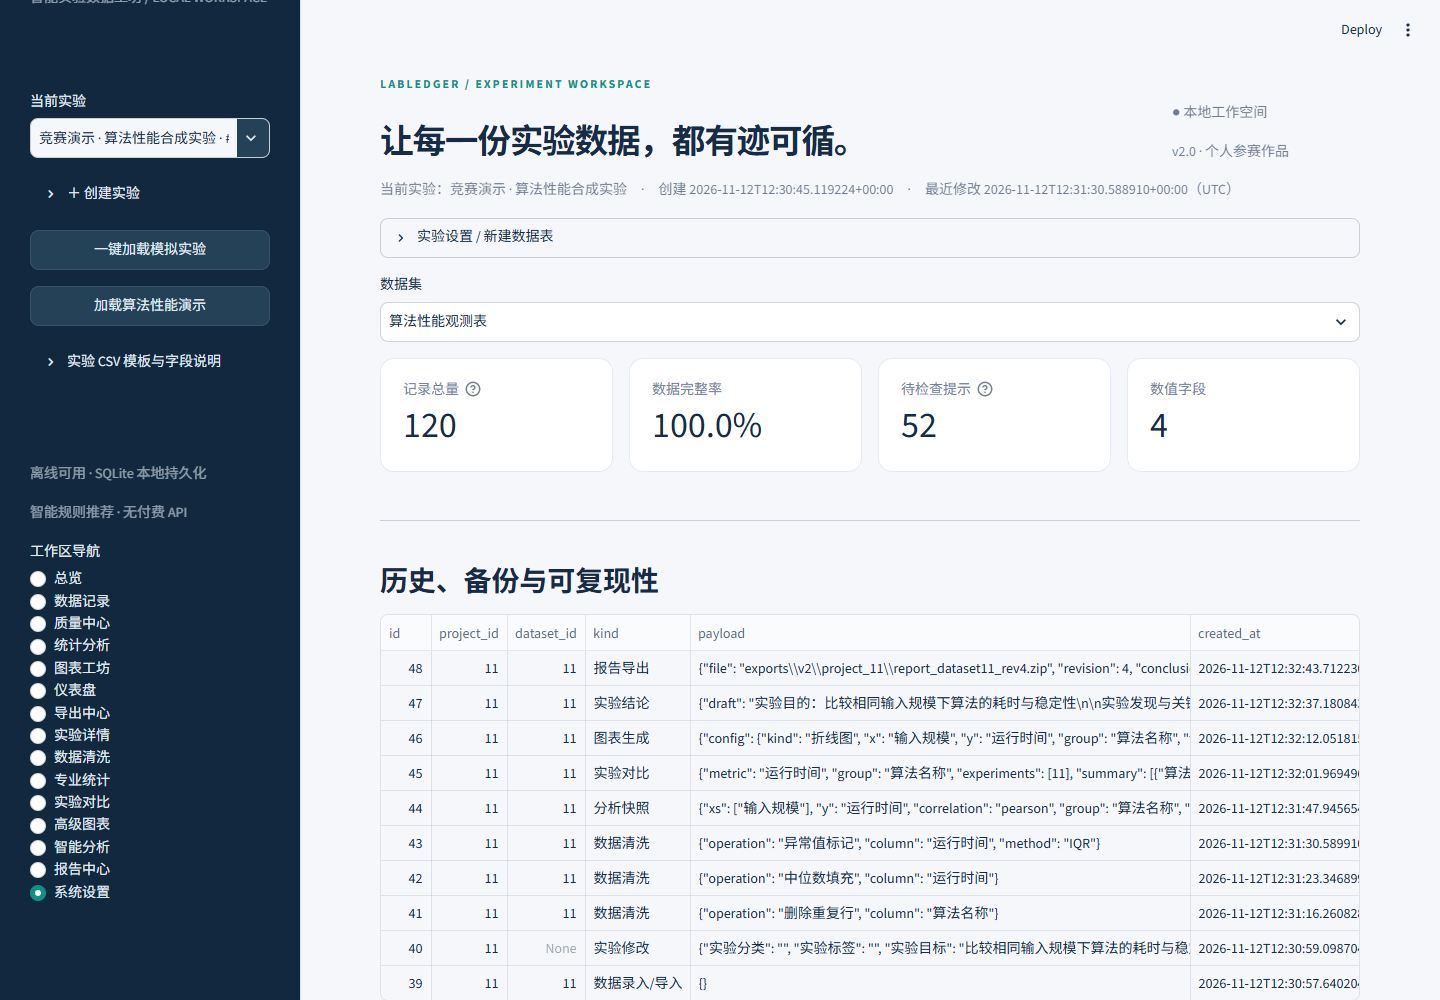 当前实验
竞赛演示 · 算法性能合成实验 ·
＋ 创建实验
一键加载模拟实验
加载算法性能演示
实验 CSV 模板与字段说明
离线可用 · SQLite 本地持久化
智能规则推荐 · 无付费 API
工作区导航
总览
数据记录
质量中心
统计分析
图表工坊
仪表盘
导出中心
实验详情
数据清洗
专业统计
实验对比
高级图表
智能分析
报告中心
系统设置
Deploy
LABLEDGER / EXPERIMENT WORKSPACE
● 本地工作空间
让每一份实验数据，都有迹可循。
v2.0 · 个人参赛作品
当前实验：竞赛演示 · 算法性能合成实验 · 创建 2026-11-12T12:30:45.119224+00:00 · 最近修改 2026-11-12T12:31:30.588910+00:00（UTC）
实验设置 / 新建数据表
数据集
算法性能观测表
记录总量 数据完整率 待检查提示 数值字段
120 100.0% 52 4
历史、备份与可复现性
id project_id dataset_id kind payload created_at
48 11 11 报告导出 {"file": "exports\\v2\\project_11\\report_dataset11_rev4.zip", "revision": 4, "conclusi 2026-11-12T12:32:43.71223
47 11 11 实验结论 {"draft": "实验目的：比较相同输入规模下算法的耗时与稳定性\n\n实验发现与关键 2026-11-12T12:32:37.18084
46 11 11 图表生成 {"config": {"kind": "折线图", "x": "输入规模", "y": "运行时间", "group": "算法名称", 2026-11-12T12:32:12.05181
45 11 11 实验对比 {"metric": "运行时间", "group": "算法名称", "experiments": [11], "summary": [{"算法 2026-11-12T12:32:01.96949
44 11 11 分析快照 {"xs": ["输入规模"], "y": "运行时间", "correlation": "pearson", "group": "算法名称", " 2026-11-12T12:31:47.94565
43 11 11 数据清洗 {"operation": "异常值标记", "column": "运行时间", "method": "IQR"} 2026-11-12T12:31:30.58991
42 11 11 数据清洗 {"operation": "中位数填充", "column": "运行时间"} 2026-11-12T12:31:23.34689
41 11 11 数据清洗 {"operation": "删除重复行", "column": "算法名称"} 2026-11-12T12:31:16.26082
40 11 None 实验修改 {"实验分类": "", "实验标签": "", "实验目标": "比较相同输入规模下算法的耗时与稳 2026-11-12T12:30:59.09870
39 11 11 数据录入/导入 {} 2026-11-12T12:30:57.64020